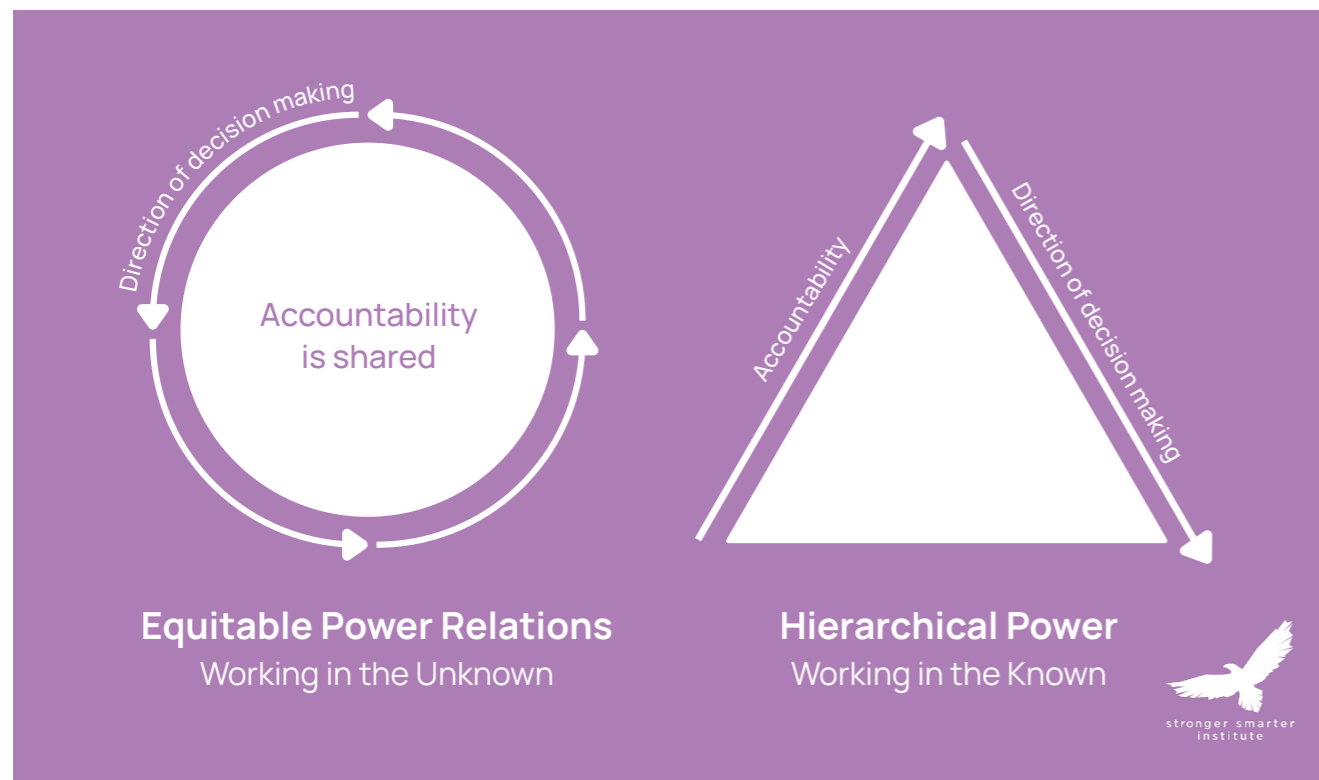 Direction of decision making
Accountability
is shared
Equitable Power Relations
Working in the Unknown
Accountability
Direction of decision making
Hierarchical Power
Working in the Known
stronger smarter
institute